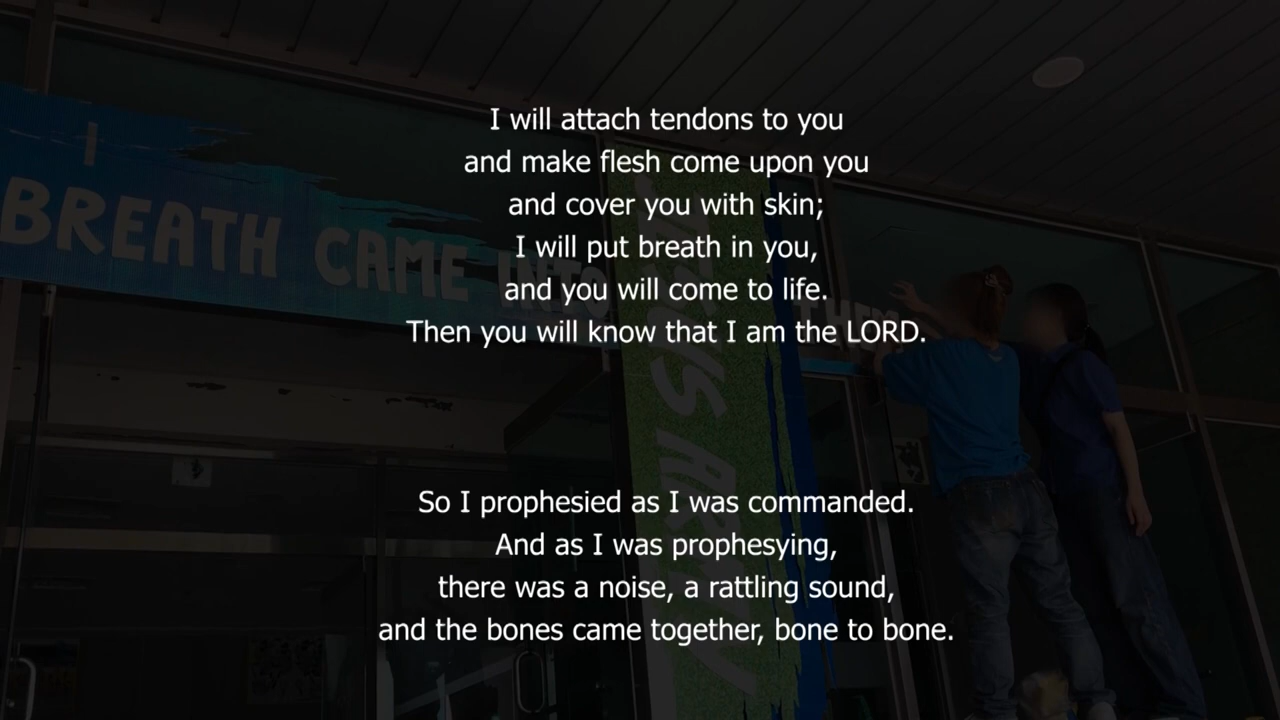 I will attach tendons to you
and make flesh come upon you
and cover you with skin;
I will put breath in you,
and you will come to life.
Then you will know that I am the LORD.
So I prophesied as I was commanded.
And as I was prophesying,
there was a noise, a rattling sound,
and the bones came together, bone to bone.
I
BREATH CAME INTO THEM
ARMY